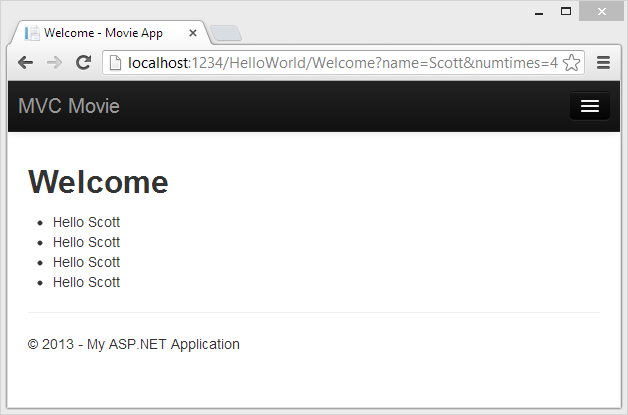 Welcome - Movie App
localhost:1234/HelloWorld/Welcome?name=Scott&numtimes=4
MVC Movie
Welcome
• Hello Scott
• Hello Scott
• Hello Scott
• Hello Scott
© 2013 - My ASP.NET Application